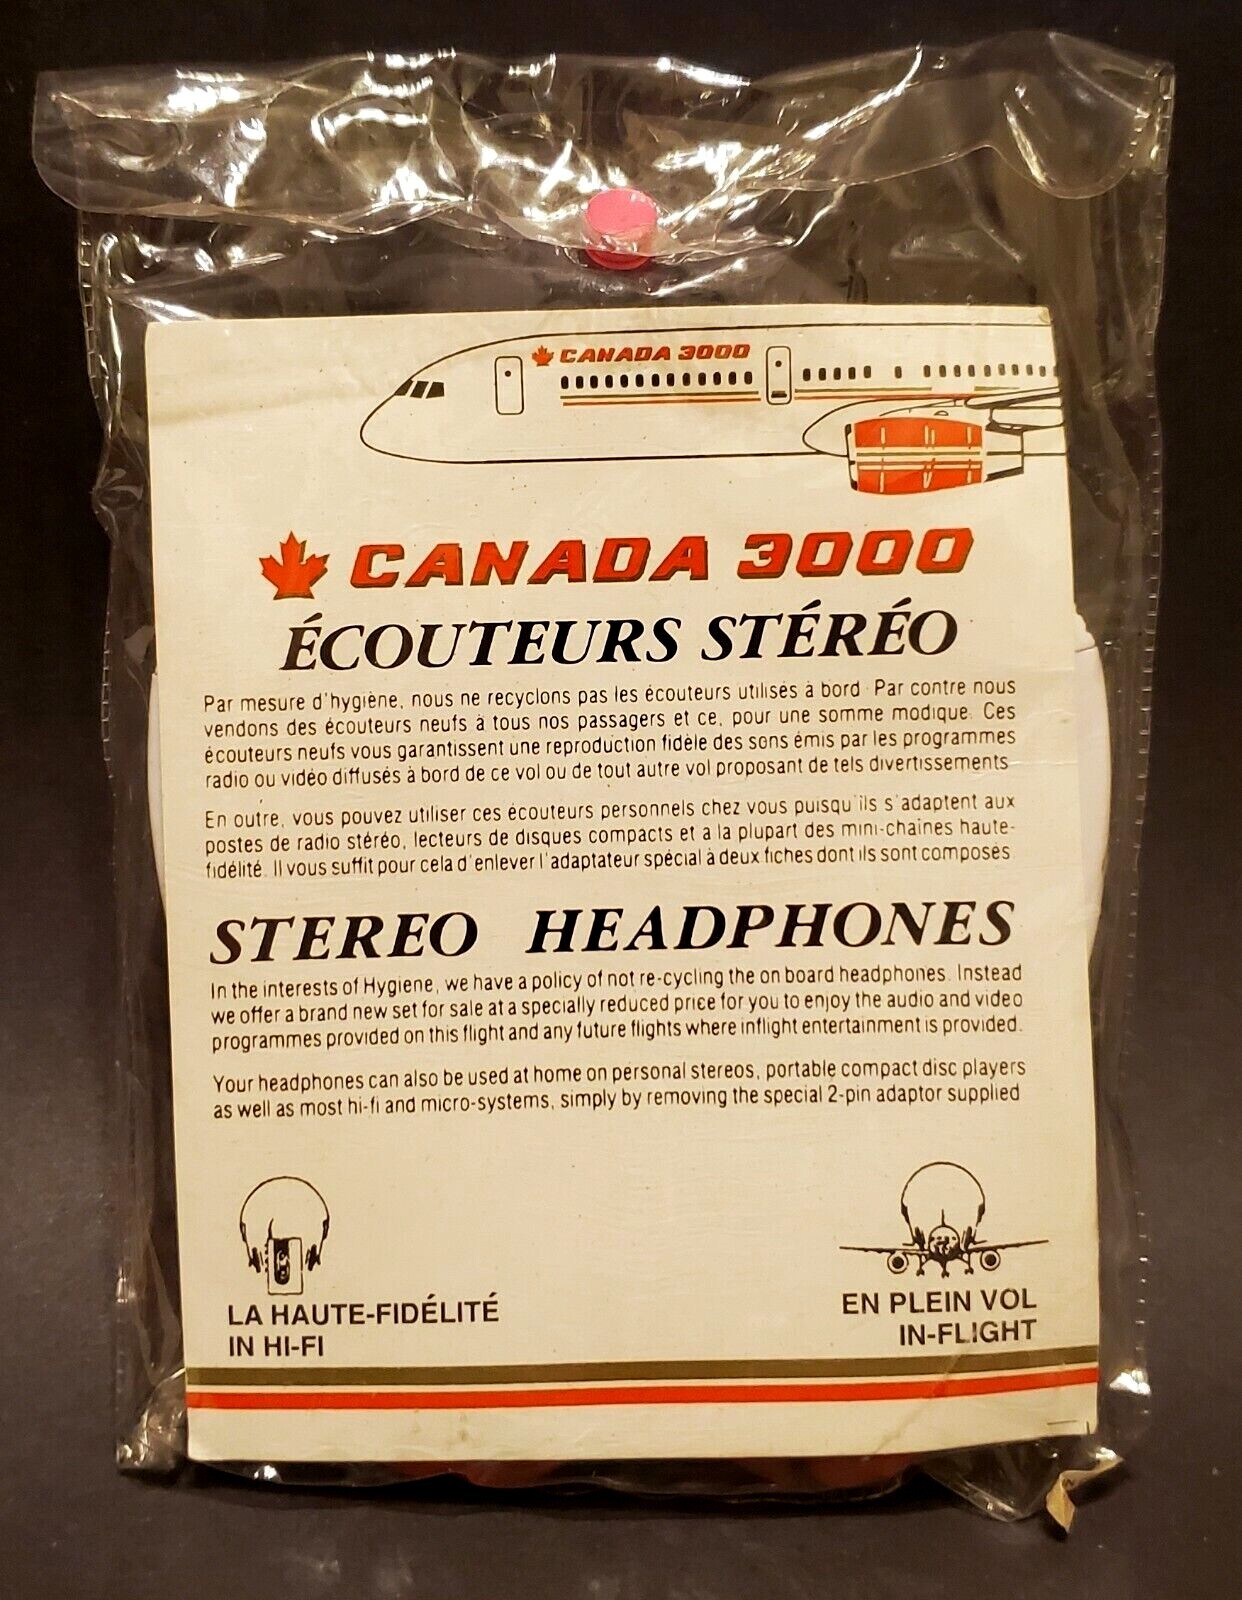 CANADA 3000
CANADA 3000
ÉCOUTEURS STÉRÉO
Par mesure d'hygiène, nous ne recyclons pas les écouteurs utilisés à bord. Par contre nous
vendons des écouteurs neufs à tous nos passagers et ce, pour une somme modique. Ces
écouteurs neufs vous garantissent une reproduction fidèle des sons émis par les programmes
radio ou vidéo diffusés à bord de ce vol ou de tout autre vol proposant de tels divertissements
En outre, vous pouvez utiliser ces écouteurs personnels chez vous puisqu'ils s'adaptent aux
postes de radio stéréo, lecteurs de disques compacts et a la plupart des mini-chaînes haute-
fidélité. Il vous suffit pour cela d'enlever l'adaptateur spécial à deux fiches dont ils sont composés
STEREO HEADPHONES
In the interests of Hygiene, we have a policy of not re-cycling the on board headphones. Instead
we offer a brand new set for sale at a specially reduced price for you to enjoy the audio and video
programmes provided on this flight and any future flights where inflight entertainment is provided.
Your headphones can also be used at home on personal stereos, portable compact disc players
as well as most hi-fi and micro-systems, simply by removing the special 2-pin adaptor supplied
LA HAUTE-FIDÉLITÉ
IN HI-FI
EN PLEIN VOL
IN-FLIGHT